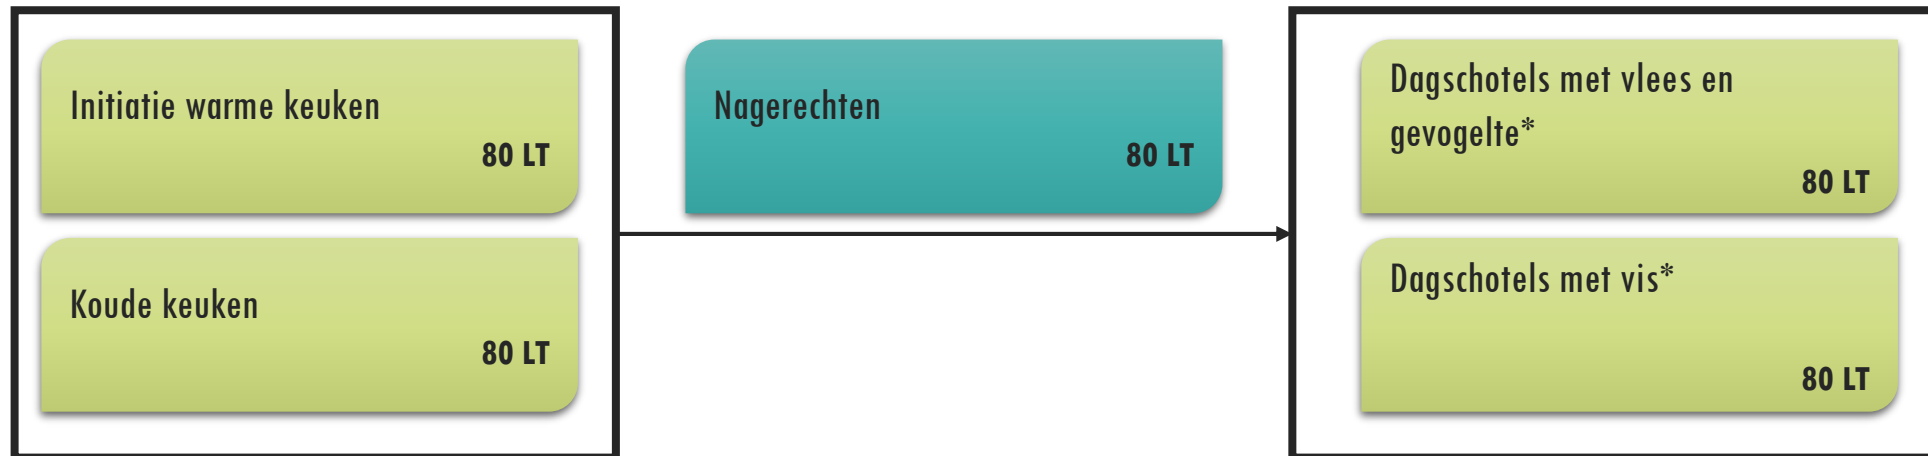 Initiatie warme keuken
80 LT
Koude keuken
80 LT
Nagerechten
80 LT
Dagschotels met vlees en
gevogelte*
80 LT
Dagschotels met vis*
80 LT